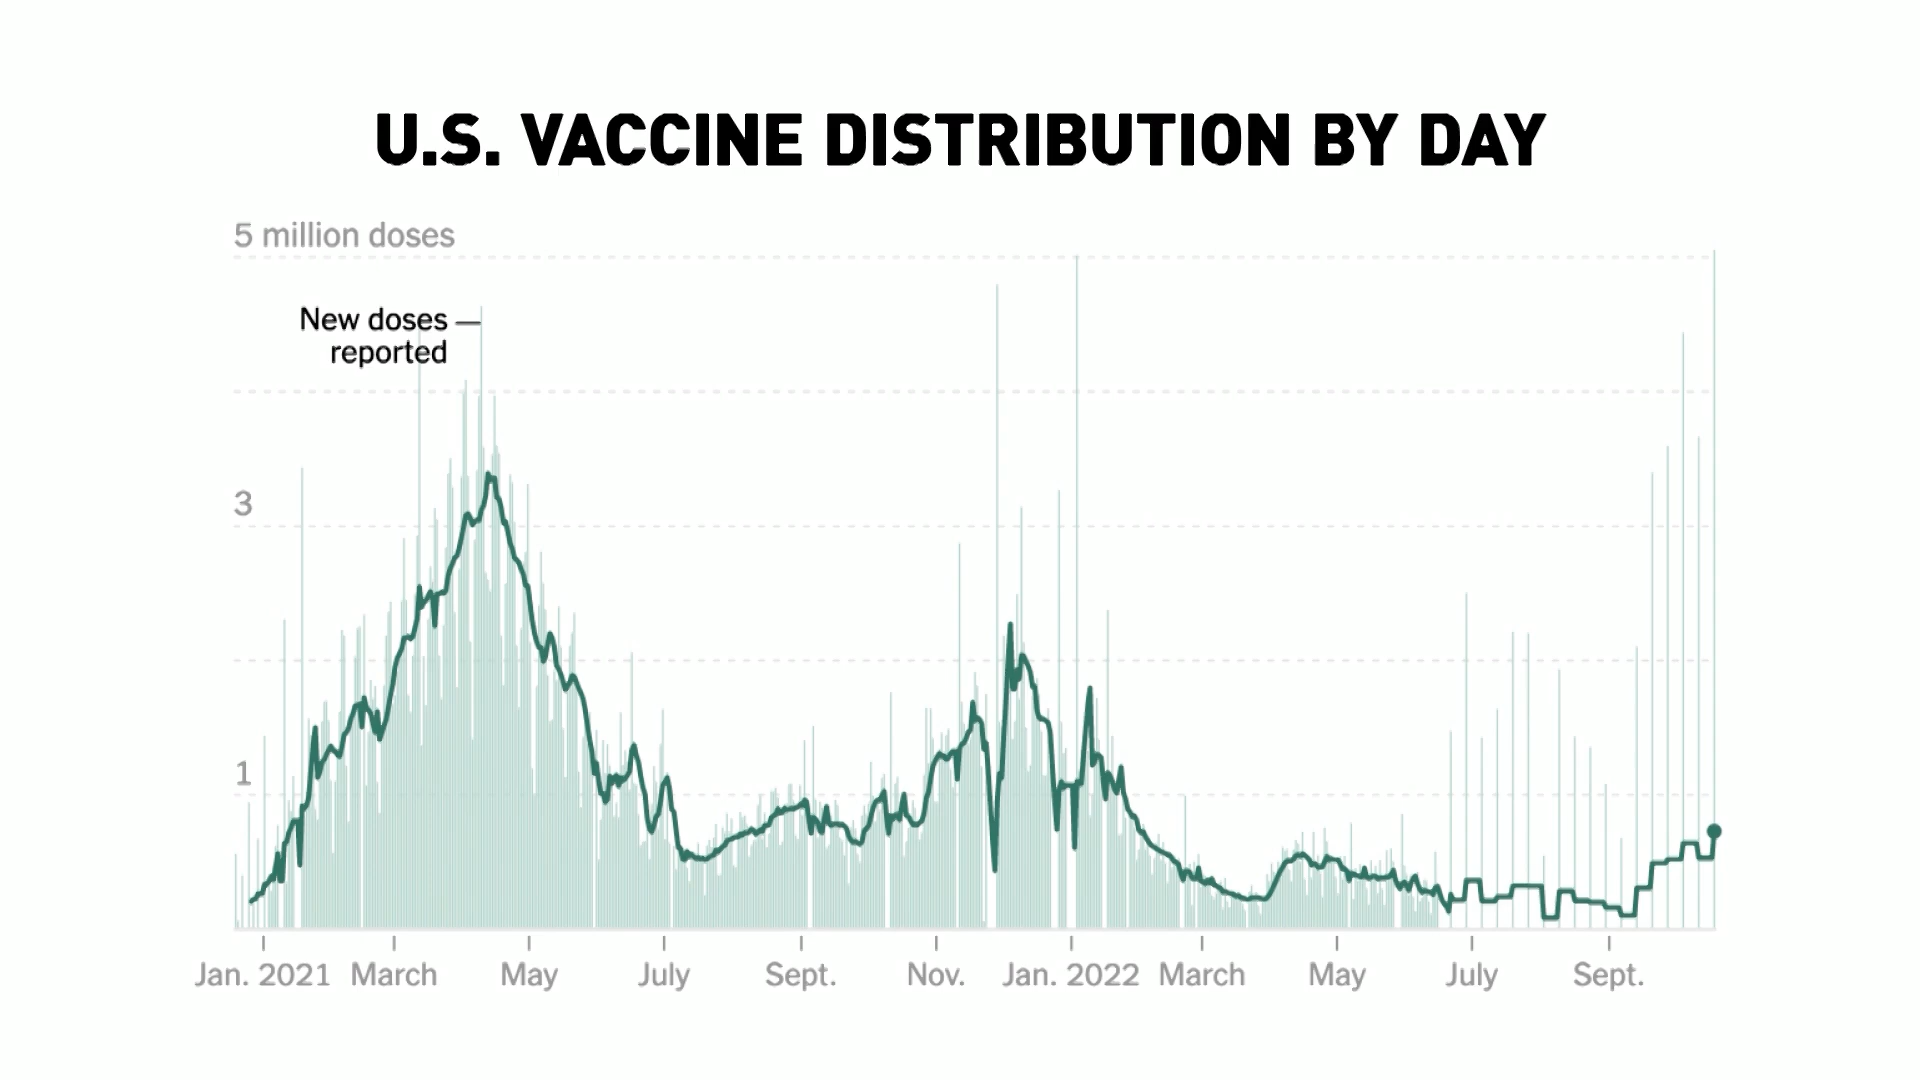 U.S. VACCINE DISTRIBUTION BY DAY
5 million doses
New doses
reported
3
1
Jan. 2021 March May July Sept. Nov. Jan. 2022 March May July Sept.